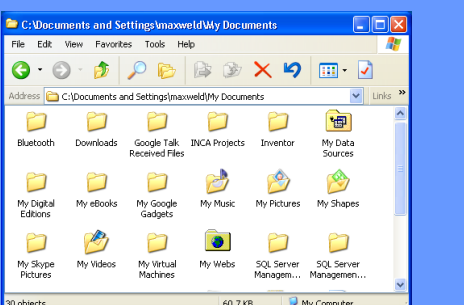 C:\Documents and Settings\maxweld\My Documents
File Edit View Favorites Tools Help
Address C:\Documents and Settings\maxweld\My Documents Links »
Bluetooth Downloads Google Talk INCA Projects Inventor My Data
Received Files Sources
My Digital My eBooks My Google My Music My Pictures My Shapes
Editions Gadgets
My Skype My Videos My Virtual My Webs SQL Server SQL Server
Pictures Machines Managem... Managemen...
30 objects 60.7 KB My Computer